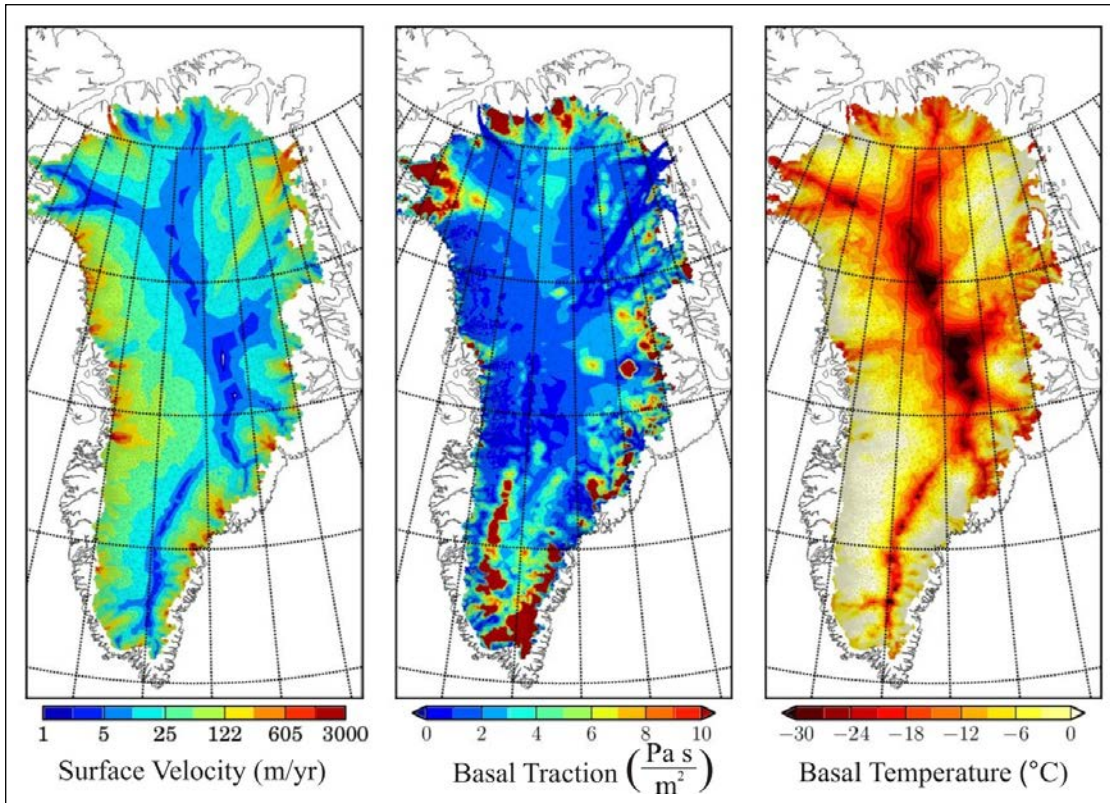 1 5 25 122 605 3000
Surface Velocity (m/yr)
0 2 4 6 8 10
Basal Traction (Pa s / m²)
−30 −24 −18 −12 −6 0
Basal Temperature (°C)